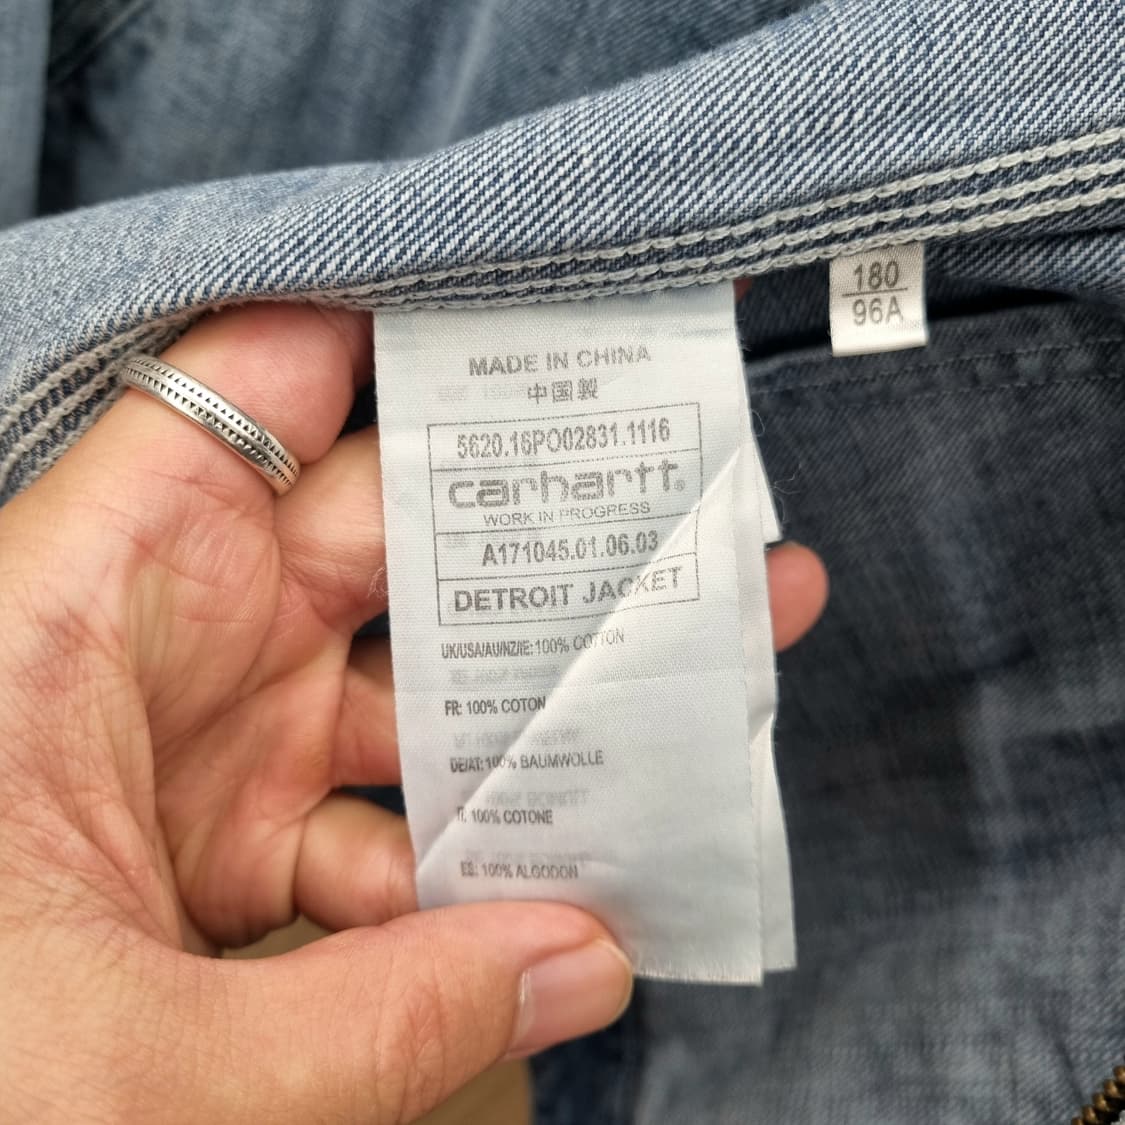 180
96A
MADE IN CHINA
中国製
5620.16PO02831.1116
carhartt®
WORK IN PROGRESS
A171045.01.06.03
DETROIT JACKET
UK/USA/AU/NZ/IE: 100% COTTON
FR: 100% COTON
DE/AT: 100% BAUMWOLLE
IT: 100% COTONE
ES: 100% ALGODON